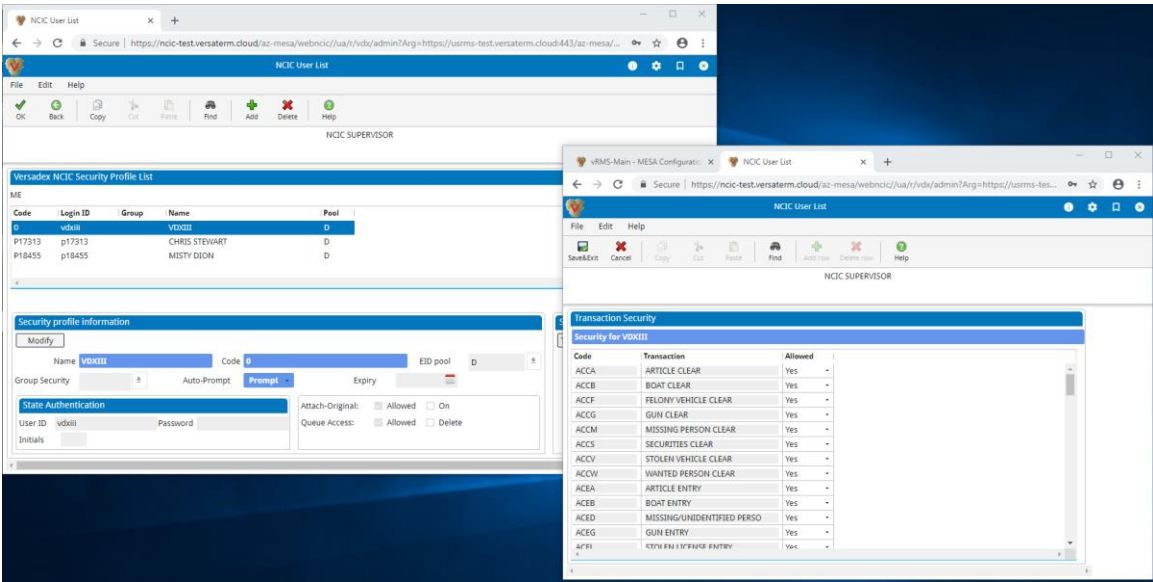 NCIC User List
Secure | https://ncic-test.versaterm.cloud/az-mesa/webncic//ua/r/vdx/admin?Arg=https://usrms-test.versaterm.cloud:443/az-mesa/...
NCIC User List
File Edit Help
OK Back Copy Cut Paste Find Add Delete Help
NCIC SUPERVISOR
Versadex NCIC Security Profile List
ME
Code Login ID Group Name Pool
0 vdxiii VDXIII D
P17313 p17313 CHRIS STEWART D
P18455 p18455 MISTY DION D
Security profile information
Modify
Name VDXIII Code 0 EID pool D
Group Security Auto-Prompt Prompt Expiry
State Authentication
User ID vdxiii Password
Initials
Attach-Original: Allowed On
Queue Access: Allowed Delete
vRMS-Main - MESA Configuratio NCIC User List
Secure | https://ncic-test.versaterm.cloud/az-mesa/webncic//ua/r/vdx/admin?Arg=https://usrms-tes...
NCIC User List
File Edit Help
Save&Exit Cancel Copy Cut Paste Find Add row Delete row Help
NCIC SUPERVISOR
Transaction Security
Security for VDXIII
Code Transaction Allowed
ACCA ARTICLE CLEAR Yes
ACCB BOAT CLEAR Yes
ACCF FELONY VEHICLE CLEAR Yes
ACCG GUN CLEAR Yes
ACCM MISSING PERSON CLEAR Yes
ACCS SECURITIES CLEAR Yes
ACCV STOLEN VEHICLE CLEAR Yes
ACCW WANTED PERSON CLEAR Yes
ACEA ARTICLE ENTRY Yes
ACEB BOAT ENTRY Yes
ACED MISSING/UNIDENTIFIED PERSO Yes
ACEG GUN ENTRY Yes
STOLEN LICENSE ENTRY Yes